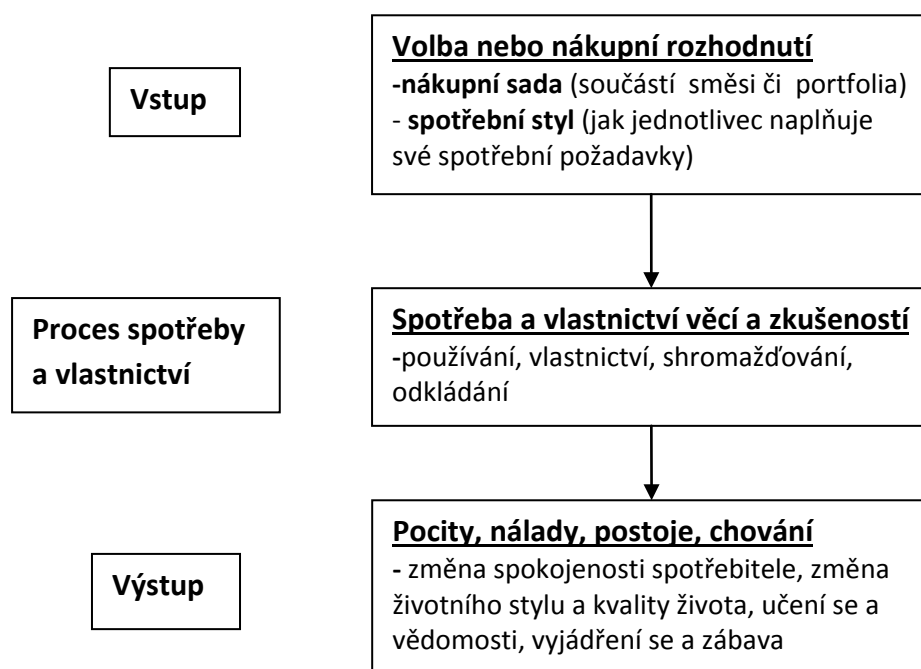 Vstup
Volba nebo nákupní rozhodnutí
-nákupní sada (součástí směsi či portfolia)
- spotřební styl (jak jednotlivec naplňuje
své spotřební požadavky)
Proces spotřeby
a vlastnictví
Spotřeba a vlastnictví věcí a zkušeností
-používání, vlastnictví, shromažďování,
odkládání
Výstup
Pocity, nálady, postoje, chování
- změna spokojenosti spotřebitele, změna
životního stylu a kvality života, učení se a
vědomosti, vyjádření se a zábava